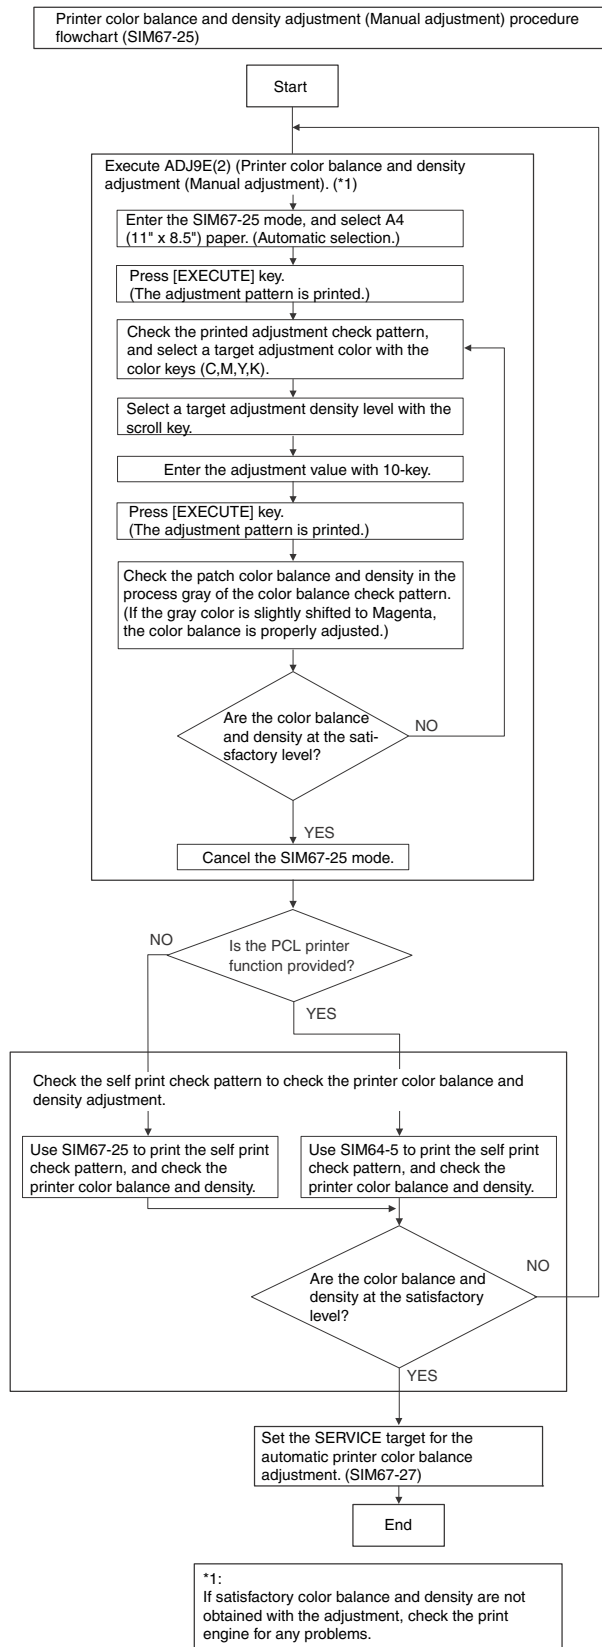 Printer color balance and density adjustment (Manual adjustment) procedure
flowchart (SIM67-25)
Start
Execute ADJ9E(2) (Printer color balance and density
adjustment (Manual adjustment). (*1)
Enter the SIM67-25 mode, and select A4
(11" x 8.5") paper. (Automatic selection.)
Press [EXECUTE] key.
(The adjustment pattern is printed.)
Check the printed adjustment check pattern,
and select a target adjustment color with the
color keys (C,M,Y,K).
Select a target adjustment density level with the
scroll key.
Enter the adjustment value with 10-key.
Press [EXECUTE] key.
(The adjustment pattern is printed.)
Check the patch color balance and density in the
process gray of the color balance check pattern.
(If the gray color is slightly shifted to Magenta,
the color balance is properly adjusted.)
Are the color balance
and density at the sati-
sfactory level?
NO
YES
Cancel the SIM67-25 mode.
NO
Is the PCL printer
function provided?
YES
Check the self print check pattern to check the printer color balance and
density adjustment.
Use SIM67-25 to print the self print
check pattern, and check the
printer color balance and density.
Use SIM64-5 to print the self print
check pattern, and check the
printer color balance and density.
NO
Are the color balance and
density at the satisfactory
level?
YES
Set the SERVICE target for the
automatic printer color balance
adjustment. (SIM67-27)
End
*1:
If satisfactory color balance and density are not
obtained with the adjustment, check the print
engine for any problems.